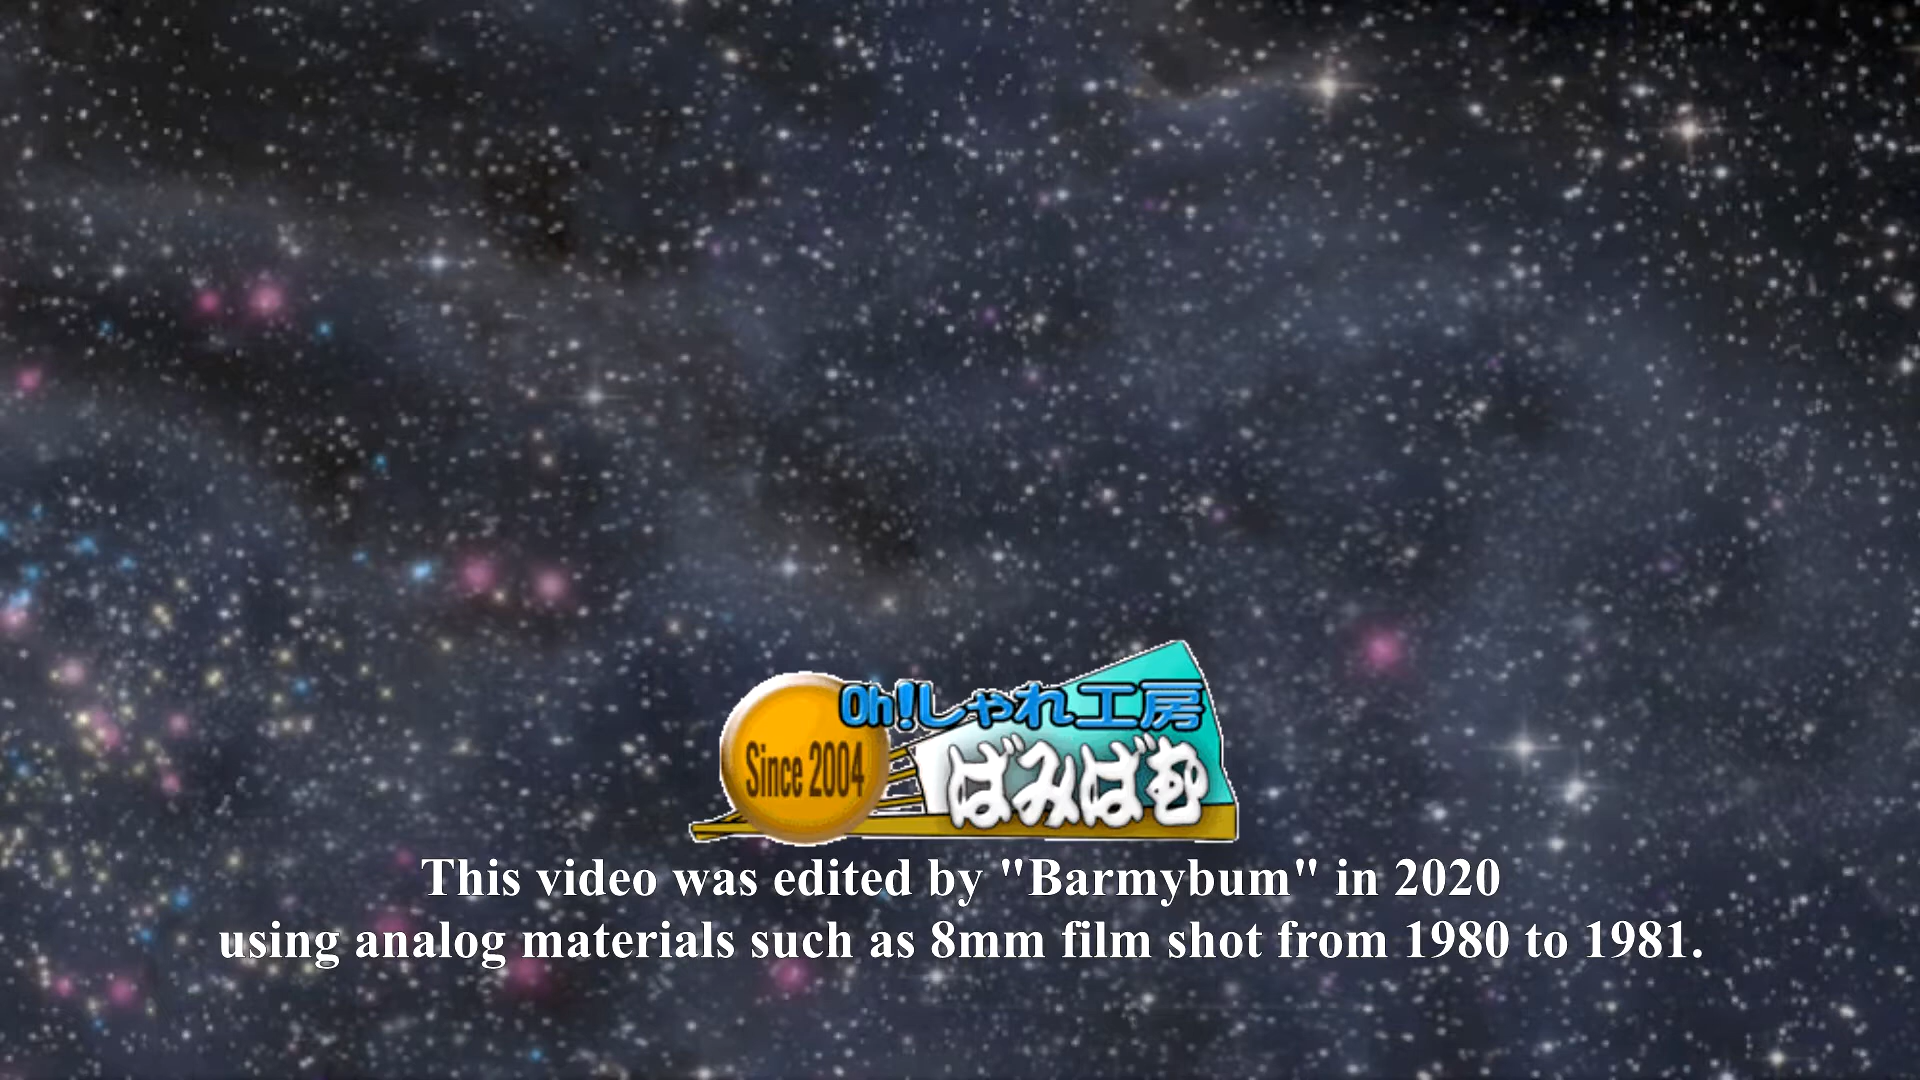 Oh!しゃれ工房
Since 2004
ばみばむ
This video was edited by "Barmybum" in 2020
using analog materials such as 8mm film shot from 1980 to 1981.